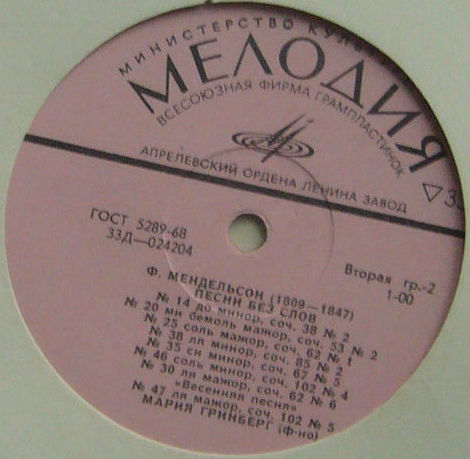 МИНИСТЕРСТВО
МЕЛОДИЯ
ВСЕСОЮЗНАЯ ФИРМА ГРАМПЛАСТИНОК
АПРЕЛЕВСКИЙ ОРДЕНА ЛЕНИНА ЗАВОД
ГОСТ 5289-68
33Д—024204
Вторая гр.-2
1-00
Ф. МЕНДЕЛЬСОН (1809—1847)
ПЕСНИ БЕЗ СЛОВ
№ 14 до минор, соч. 38 № 2
№ 20 ми бемоль мажор, соч. 53 № 2
№ 25 соль мажор, соч. 62 № 1
№ 38 ля минор, соч. 85 № 2
№ 35 си минор, соч. 67 № 5
№ 46 соль минор, соч. 102 № 4
№ 30 ля мажор, соч. 62 № 6
«Весенняя песня»
№ 47 ля мажор, соч. 102 № 5
МАРИЯ ГРИНБЕРГ (ф-но)